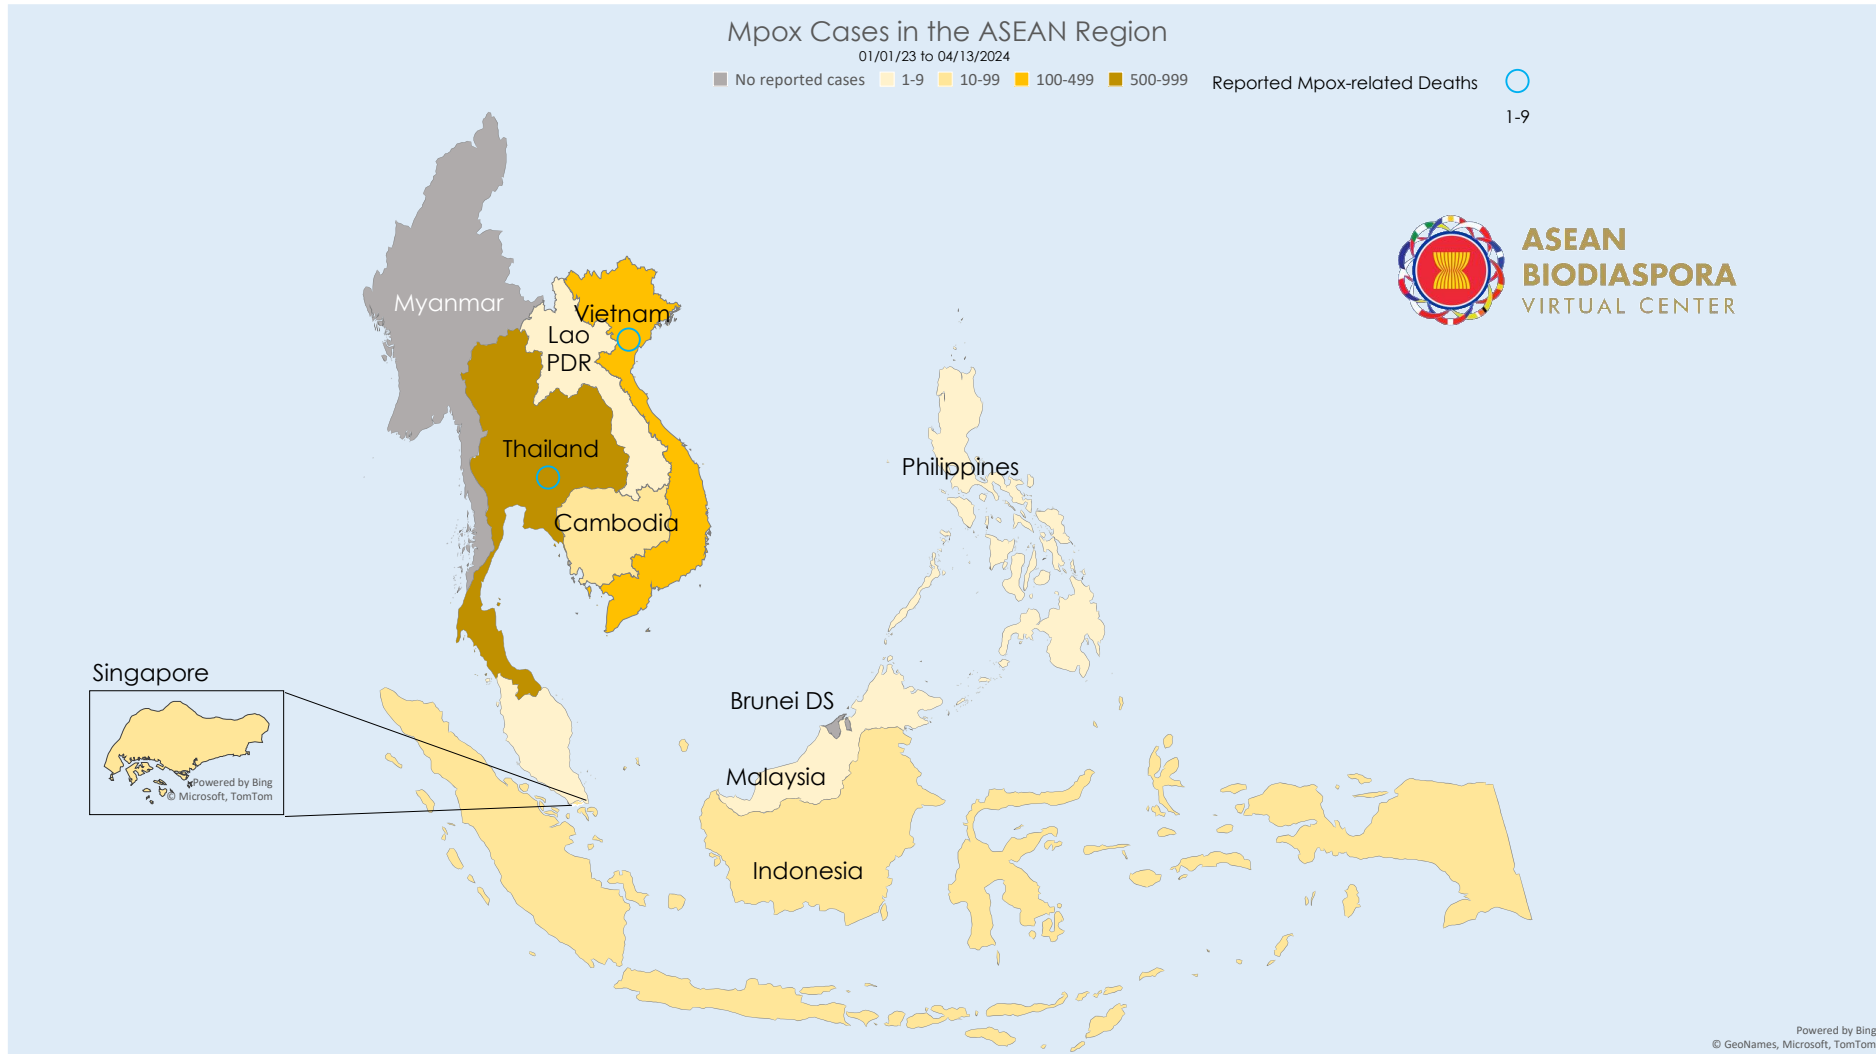 Mpox Cases in the ASEAN Region
01/01/23 to 04/13/2024
No reported cases 1-9 10-99 100-499 500-999 Reported Mpox-related Deaths
1-9
ASEAN
BIODIASPORA
VIRTUAL CENTER
Myanmar
Vietnam
Lao
PDR
Thailand
Philippines
Cambodia
Singapore
Powered by Bing
© Microsoft, TomTom
Brunei DS
Malaysia
Indonesia
Powered by Bing
© GeoNames, Microsoft, TomTom